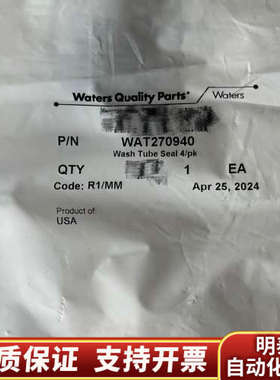 Waters Quality Parts
Waters
P/N WAT270940
Wash Tube Seal 4/pk
QTY 1 EA
Code: R1/MM Apr 25, 2024
Product of:
USA
质保证 支持开票
明
自动化